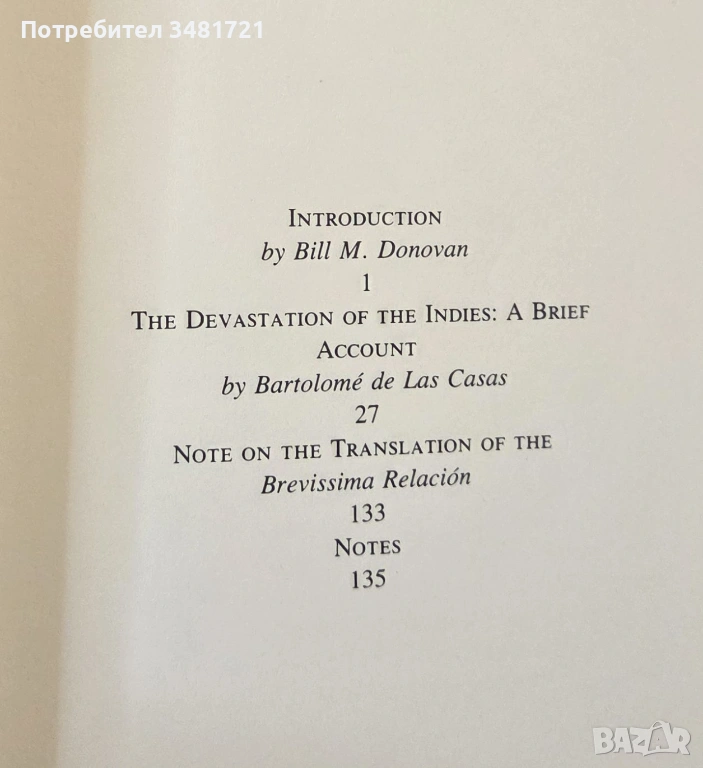 Потребител 3481721
INTRODUCTION
by Bill M. Donovan
1
THE DEVASTATION OF THE INDIES: A BRIEF
ACCOUNT
by Bartolomé de Las Casas
27
NOTE ON THE TRANSLATION OF THE
Brevissima Relación
133
NOTES
135
BAZAR